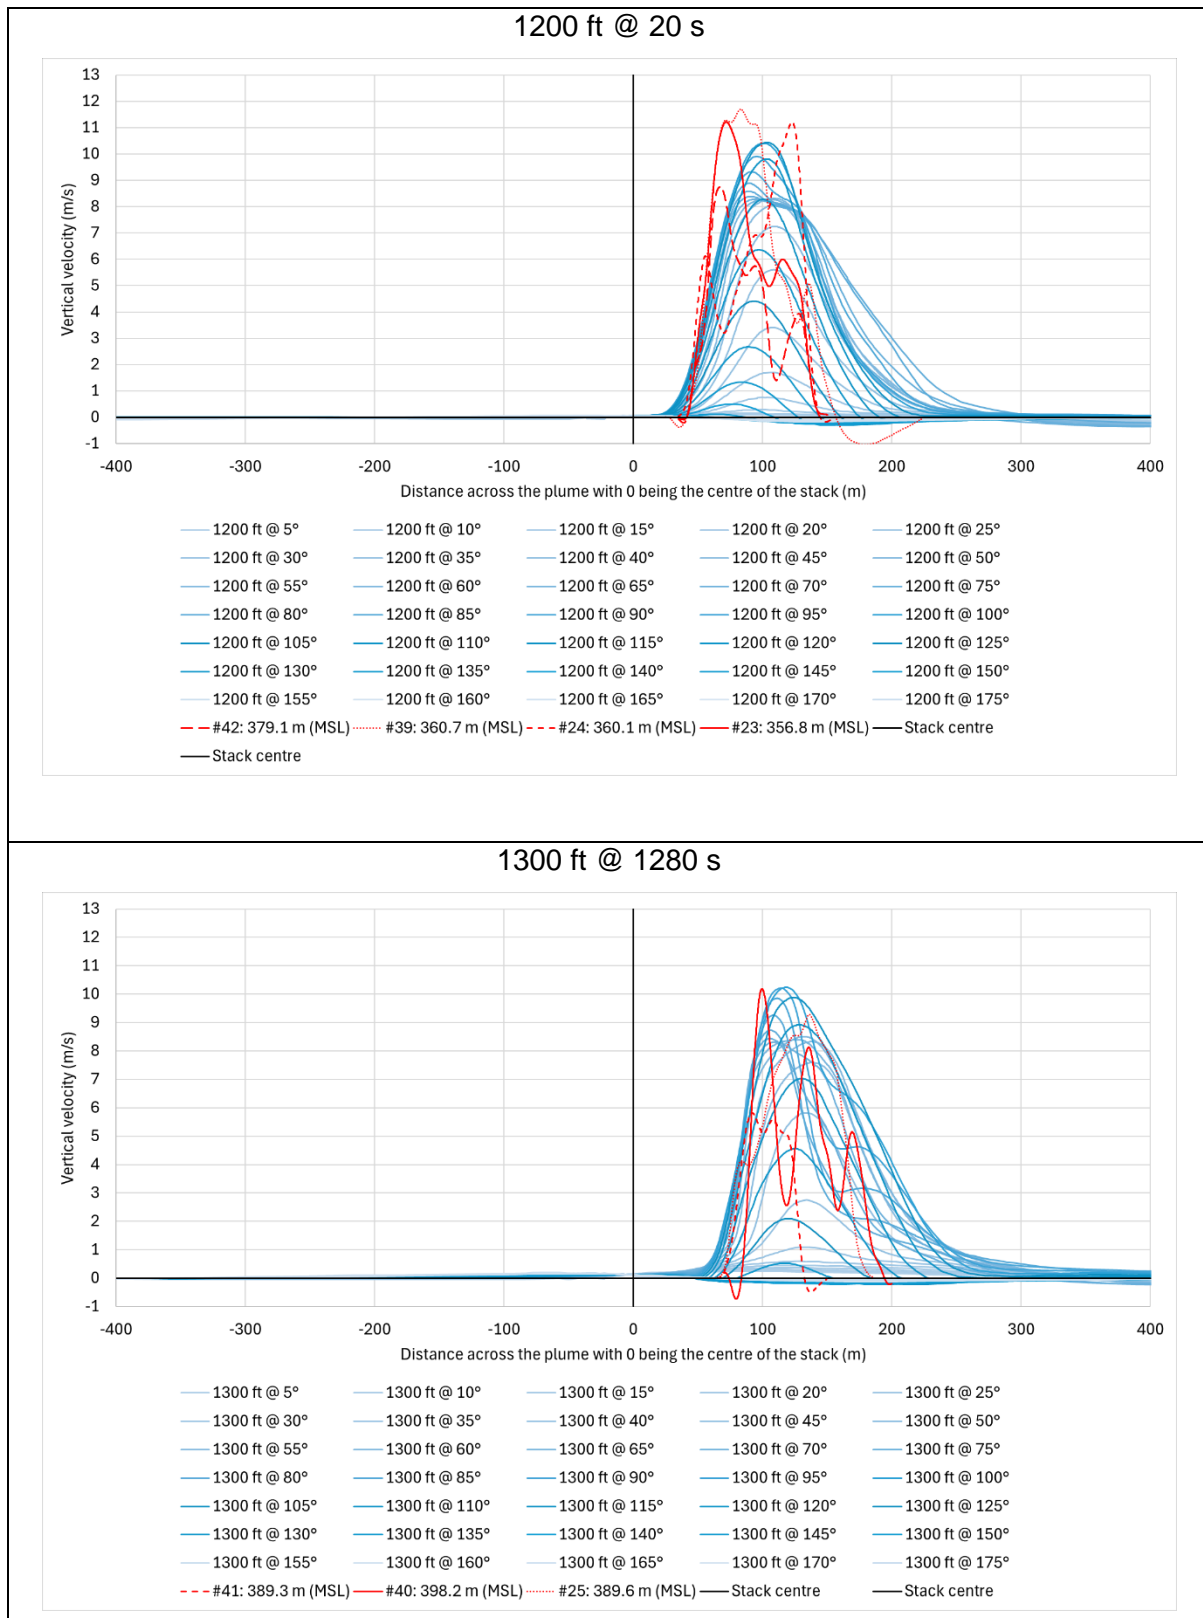 1200 ft @ 20 s
13
12
11
10
9
8
7
6
5
4
3
2
1
0
-1
Vertical velocity (m/s)
-400 -300 -200 -100 0 100 200 300 400
Distance across the plume with 0 being the centre of the stack (m)
1200 ft @ 5° 1200 ft @ 10° 1200 ft @ 15° 1200 ft @ 20° 1200 ft @ 25°
1200 ft @ 30° 1200 ft @ 35° 1200 ft @ 40° 1200 ft @ 45° 1200 ft @ 50°
1200 ft @ 55° 1200 ft @ 60° 1200 ft @ 65° 1200 ft @ 70° 1200 ft @ 75°
1200 ft @ 80° 1200 ft @ 85° 1200 ft @ 90° 1200 ft @ 95° 1200 ft @ 100°
1200 ft @ 105° 1200 ft @ 110° 1200 ft @ 115° 1200 ft @ 120° 1200 ft @ 125°
1200 ft @ 130° 1200 ft @ 135° 1200 ft @ 140° 1200 ft @ 145° 1200 ft @ 150°
1200 ft @ 155° 1200 ft @ 160° 1200 ft @ 165° 1200 ft @ 170° 1200 ft @ 175°
#42: 379.1 m (MSL) #39: 360.7 m (MSL) #24: 360.1 m (MSL) #23: 356.8 m (MSL) Stack centre
Stack centre
1300 ft @ 1280 s
13
12
11
10
9
8
7
6
5
4
3
2
1
0
-1
Vertical velocity (m/s)
-400 -300 -200 -100 0 100 200 300 400
Distance across the plume with 0 being the centre of the stack (m)
1300 ft @ 5° 1300 ft @ 10° 1300 ft @ 15° 1300 ft @ 20° 1300 ft @ 25°
1300 ft @ 30° 1300 ft @ 35° 1300 ft @ 40° 1300 ft @ 45° 1300 ft @ 50°
1300 ft @ 55° 1300 ft @ 60° 1300 ft @ 65° 1300 ft @ 70° 1300 ft @ 75°
1300 ft @ 80° 1300 ft @ 85° 1300 ft @ 90° 1300 ft @ 95° 1300 ft @ 100°
1300 ft @ 105° 1300 ft @ 110° 1300 ft @ 115° 1300 ft @ 120° 1300 ft @ 125°
1300 ft @ 130° 1300 ft @ 135° 1300 ft @ 140° 1300 ft @ 145° 1300 ft @ 150°
1300 ft @ 155° 1300 ft @ 160° 1300 ft @ 165° 1300 ft @ 170° 1300 ft @ 175°
#41: 389.3 m (MSL) #40: 398.2 m (MSL) #25: 389.6 m (MSL) Stack centre Stack centre